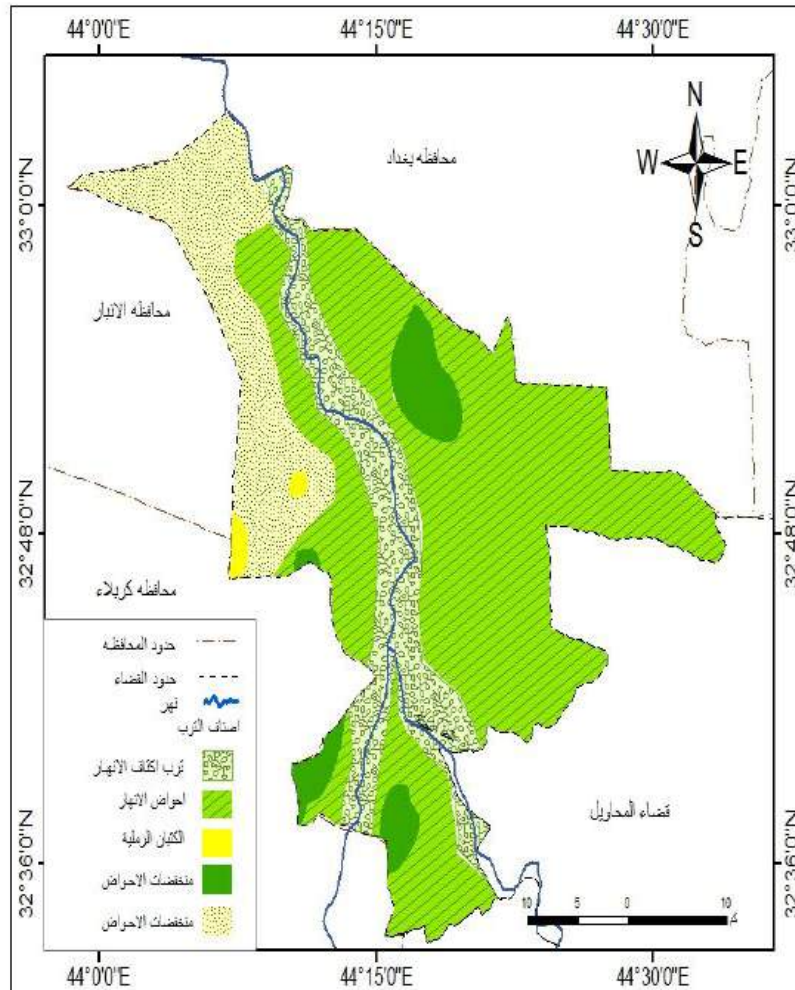 44°0'0"E 44°15'0"E 44°30'0"E
N
W E
S
محافظه بغداد
33°0'0"N 33°0'0"N
محافظه الانبار
32°48'0"N 32°48'0"N
محافظه كربلاء
حدود المحافظه
حدود القضاء
نهر
اصناف الترب
ترب اكتاف الانهار
احواض الانهار
الكثبان الرملية
منخفضات الاحواض
منخفضات الاحواض
قضاء المحاويل
32°36'0"N 32°36'0"N
10 5 0 10
كم
44°0'0"E 44°15'0"E 44°30'0"E